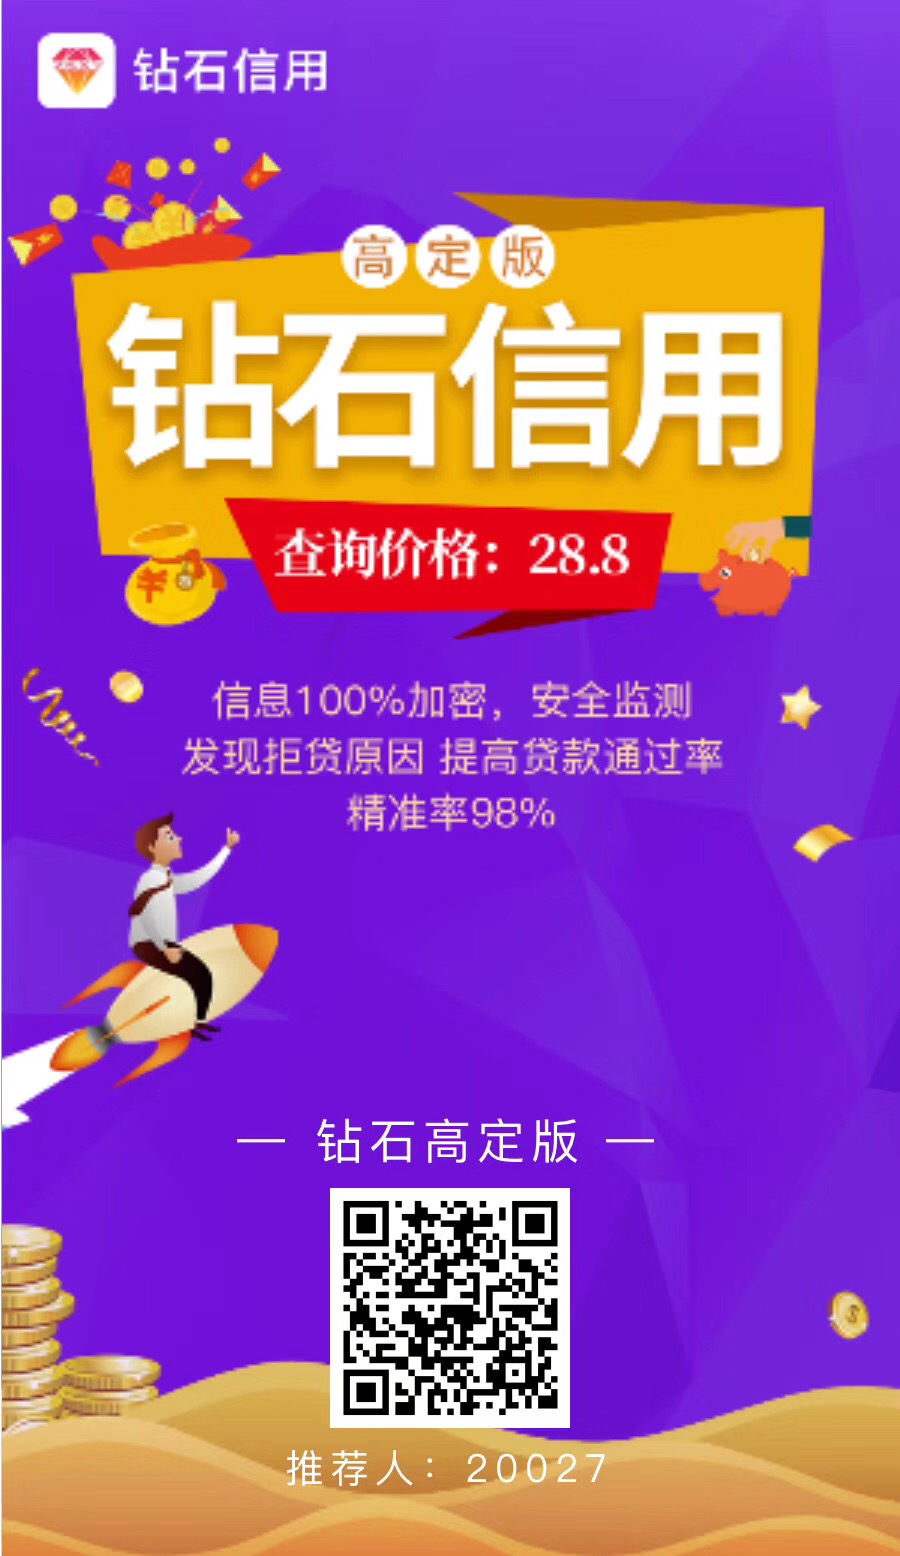 钻石信用
高定版
钻石信用
查询价格：28.8
信息100%加密，安全监测
发现拒贷原因 提高贷款通过率
精准率98%
— 钻石高定版 —
推荐人：20027